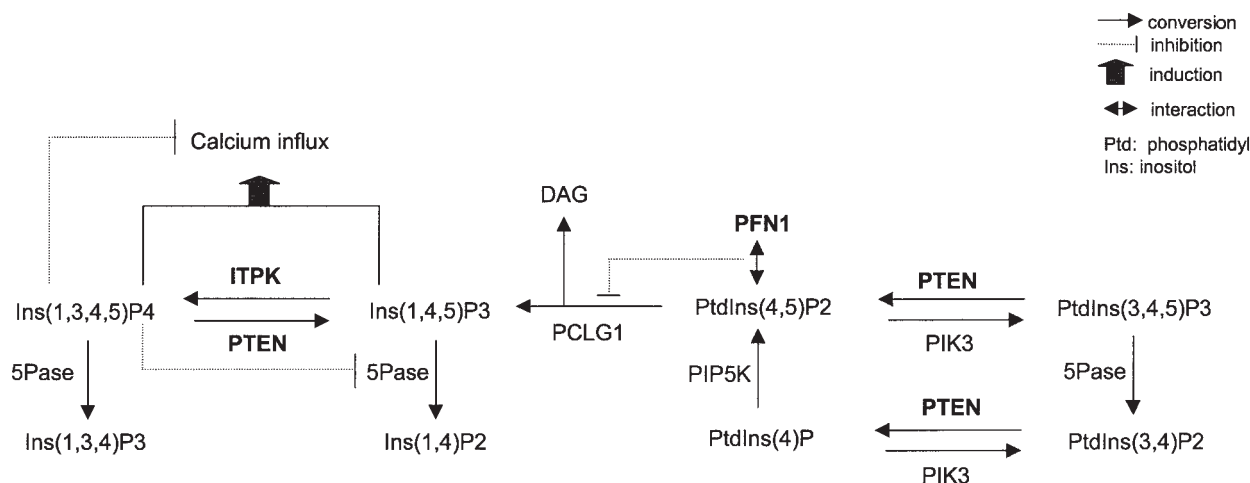 conversion
inhibition
induction
interaction
Ptd: phosphatidyl
Ins: inositol
Calcium influx
DAG
PFN1
ITPK
PTEN
Ins(1,3,4,5)P4
PTEN
Ins(1,4,5)P3
PCLG1
PtdIns(4,5)P2
PIK3
PtdIns(3,4,5)P3
5Pase
5Pase
PIP5K
5Pase
PTEN
Ins(1,3,4)P3
Ins(1,4)P2
PtdIns(4)P
PtdIns(3,4)P2
PTEN
PIK3